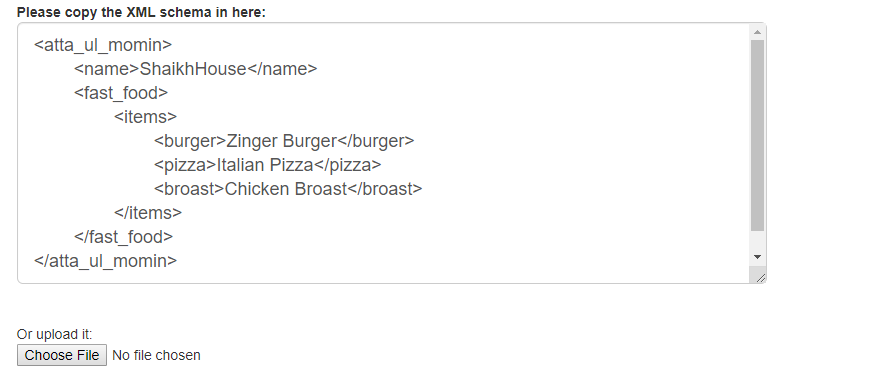 Please copy the XML schema in here:
<atta_ul_momin>
<name>ShaikhHouse</name>
<fast_food>
<items>
<burger>Zinger Burger</burger>
<pizza>Italian Pizza</pizza>
<broast>Chicken Broast</broast>
</items>
</fast_food>
</atta_ul_momin>
Or upload it:
Choose File No file chosen